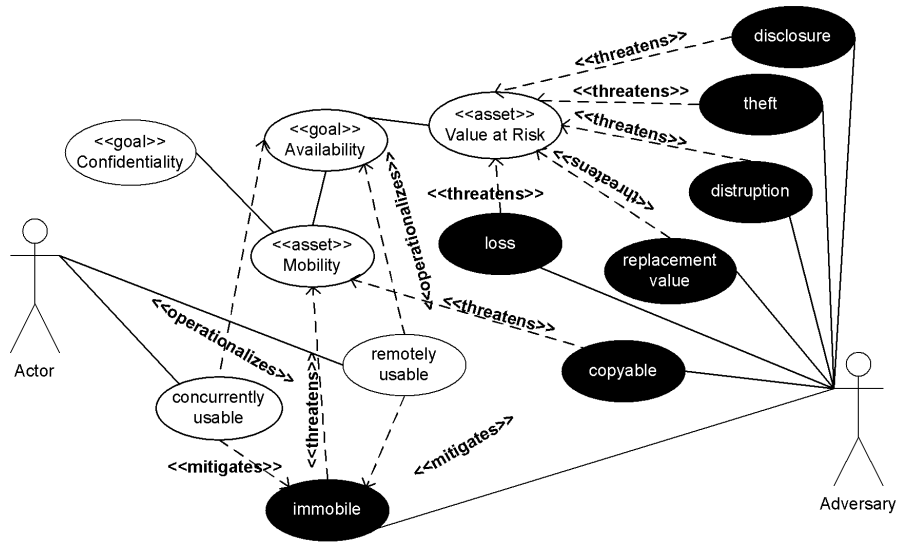 disclosure
<<threatens>>
<<threatens>>
theft
<<asset>>
Value at Risk
<<threatens>>
<<goal>>
Availability
<<goal>>
Confidentiality
<<threatens>>
distruption
<<threatens>>
<<operationalizes>>
loss
<<asset>>
Mobility
replacement
value
<<threatens>>
<<operationalizes>>
remotely
usable
copyable
Actor
concurrently
usable
<<threatens>>
<<mitigates>>
<<mitigates>>
immobile
Adversary